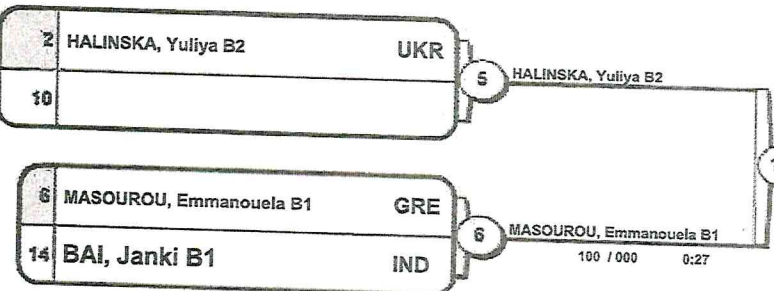 2 HALINSKA, Yuliya B2 UKR
10
5 HALINSKA, Yuliya B2
6 MASOUROU, Emmanouela B1 GRE
14 BAI, Janki B1 IND
6 MASOUROU, Emmanouela B1
100 / 000 0:27